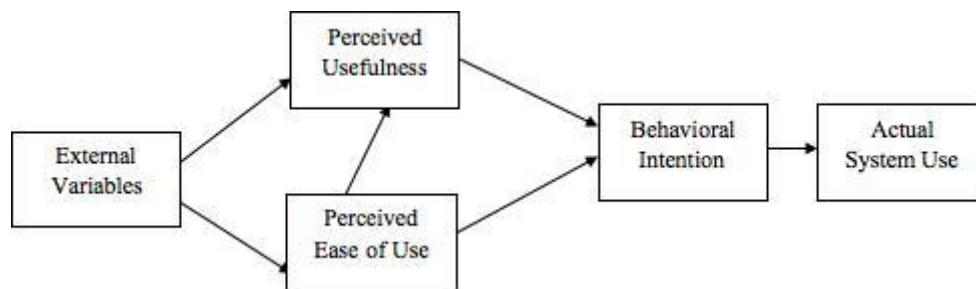 External
Variables
Perceived
Usefulness
Perceived
Ease of Use
Behavioral
Intention
Actual
System Use